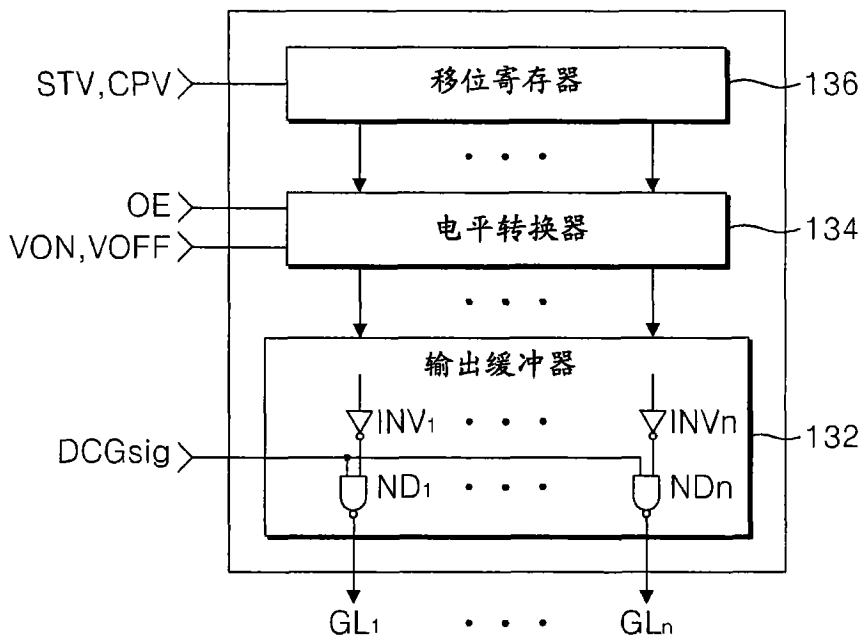 移位寄存器
136
STV,CPV
OE
VON,VOFF
电平转换器
134
输出缓冲器
INV1
INVn
132
DCGsig
ND1
NDn
GL1
GLn